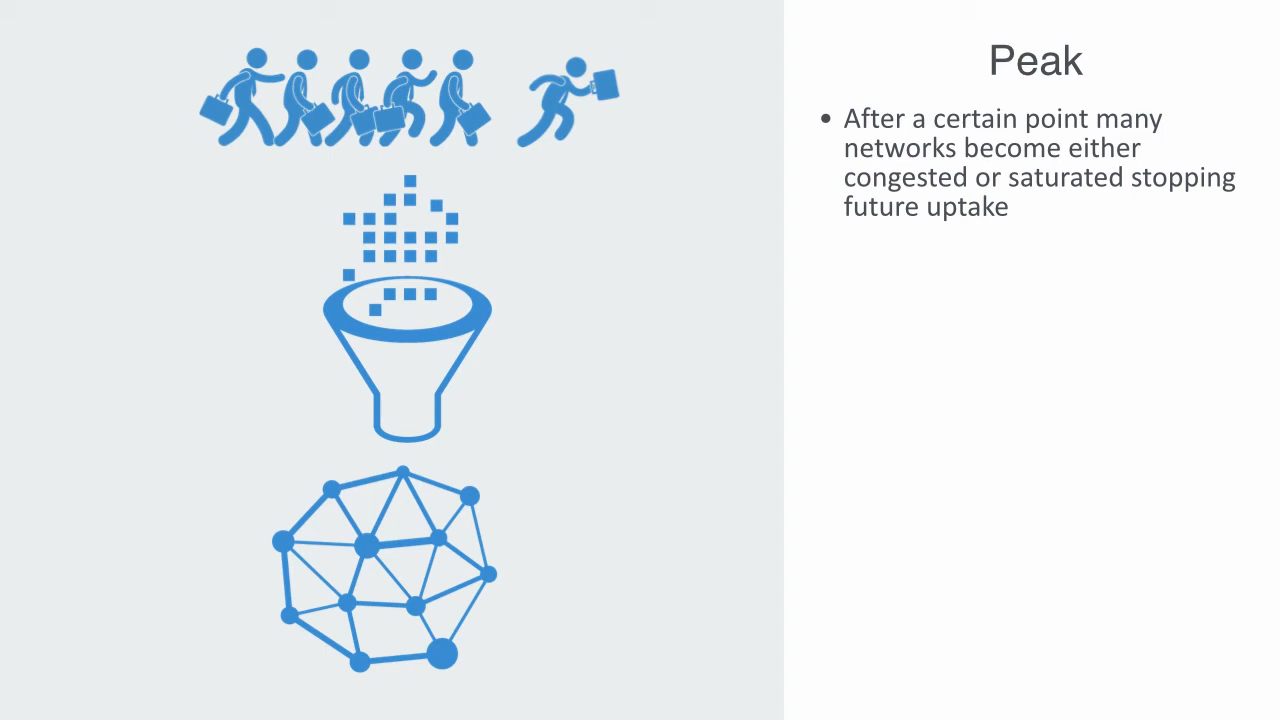 Peak
• After a certain point many
networks become either
congested or saturated stopping
future uptake